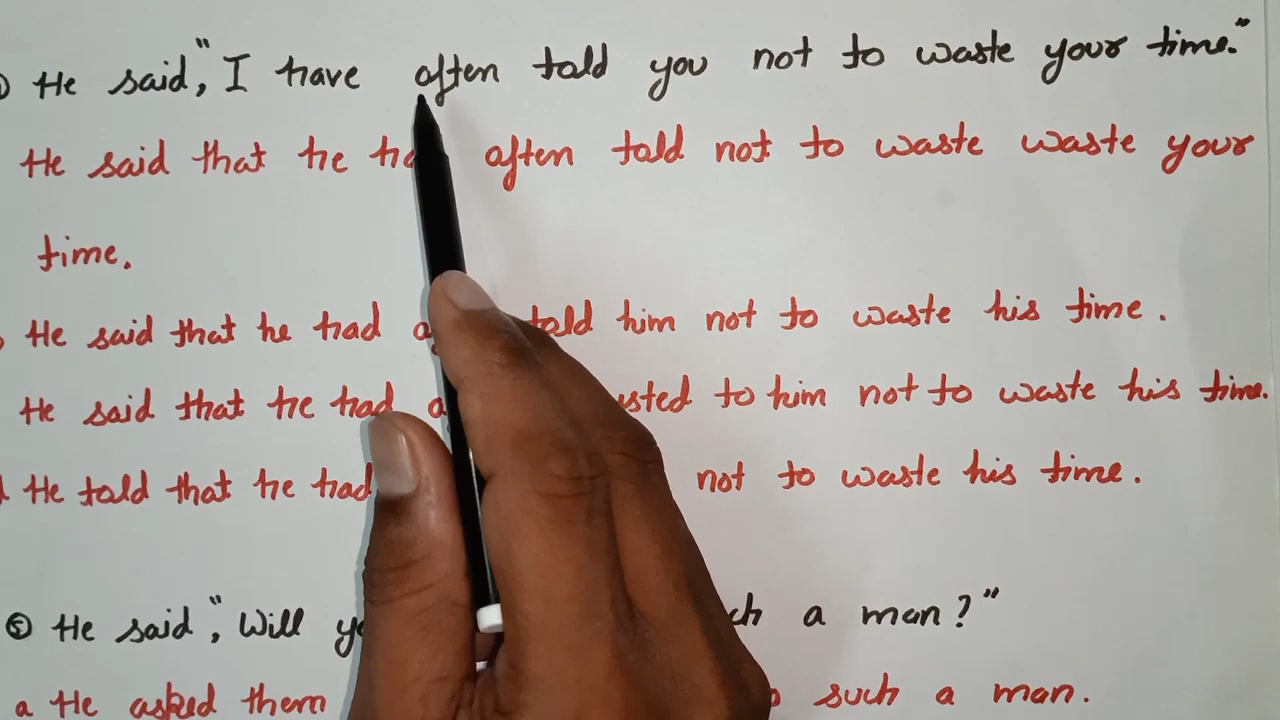 ) He said, "I have often told you not to waste your time."
He said that he often told not to waste waste your
time.
He said that he had told him not to waste his time.
He said that he had to him not to waste his time.
He told that he had not to waste his time.
⑤ He said, "Will a man?"
a He asked them such a man.